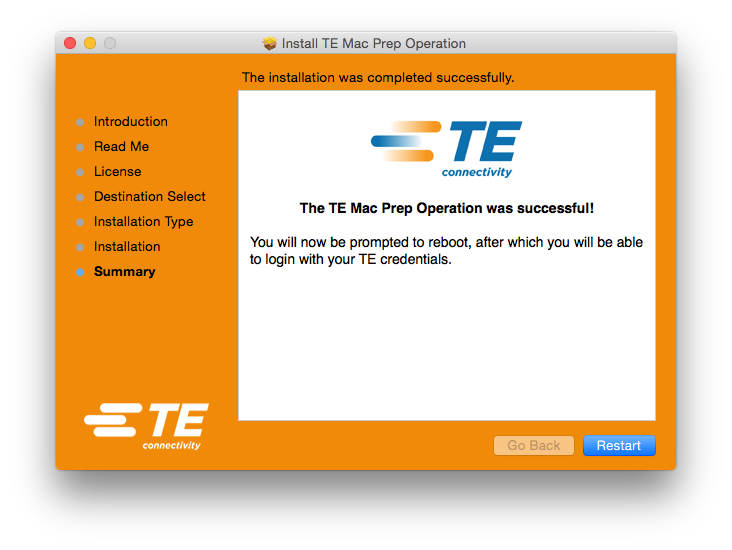 Install TE Mac Prep Operation
The installation was completed successfully.
Introduction
Read Me
License
Destination Select
Installation Type
Installation
Summary
TE
connectivity
The TE Mac Prep Operation was successful!
You will now be prompted to reboot, after which you will be able
to login with your TE credentials.
TE
connectivity
Go Back
Restart